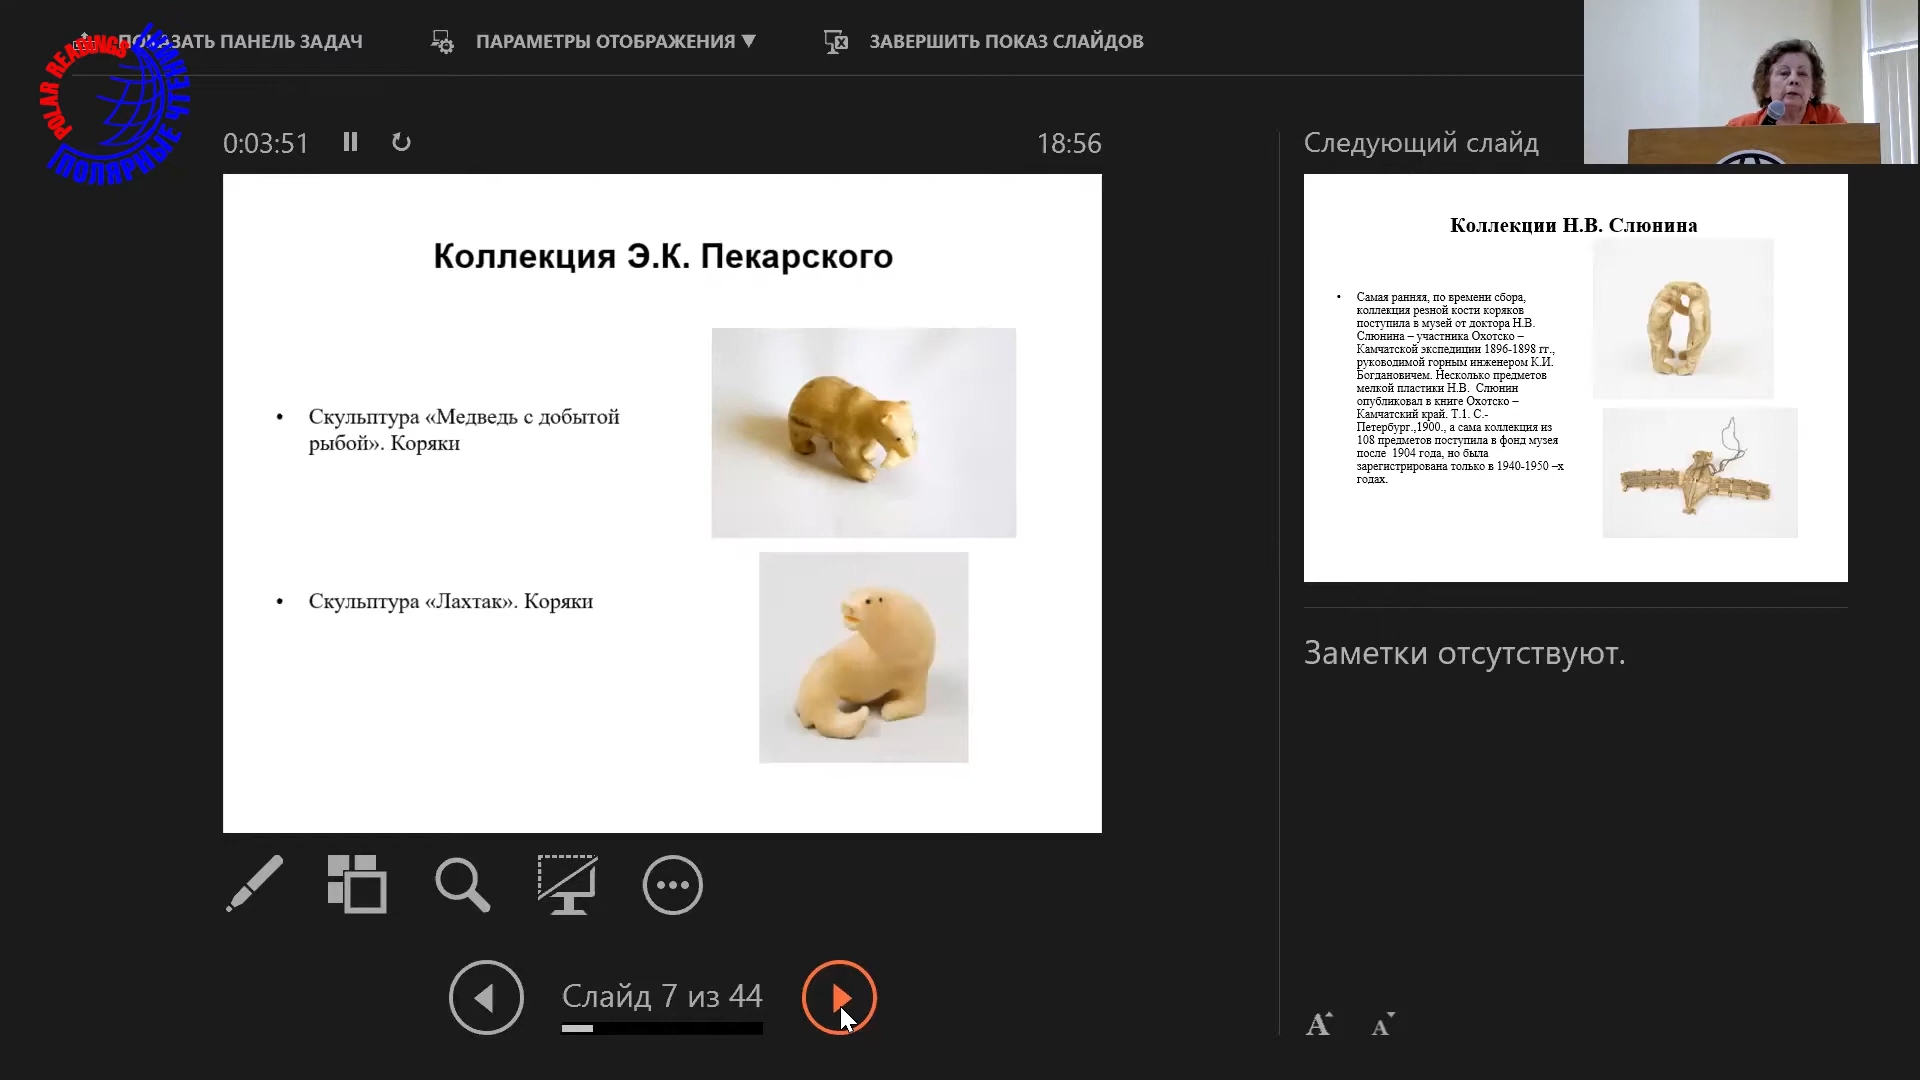 ПОКАЗАТЬ ПАНЕЛЬ ЗАДАЧ
ПАРАМЕТРЫ ОТОБРАЖЕНИЯ
ЗАВЕРШИТЬ ПОКАЗ СЛАЙДОВ
POLAR READINGS
ПОЛЯРНЫЕ ЧТЕНИЯ
0:03:51
18:56
Коллекция Э.К. Пекарского
• Скульптура «Медведь с добытой
рыбой». Коряки
• Скульптура «Лахтак». Коряки
Слайд 7 из 44
Следующий слайд
Коллекции Н.В. Слюнина
• Самая ранняя, по времени сбора,
коллекция резной кости коряков
поступила в музей от доктора Н.В.
Слюнина – участника Охотско –
Камчатской экспедиции 1896-1898 гг.,
руководимой горным инженером К.И.
Богдановичем. Несколько предметов
мелкой пластики Н.В. Слюнин
опубликовал в книге Охотско –
Камчатский край. Т.1. С.-
Петербург.,1900., а сама коллекция из
108 предметов поступила в фонд музея
после 1904 года, но была
зарегистрирована только в 1940-1950 –х
годах.
Заметки отсутствуют.
A A